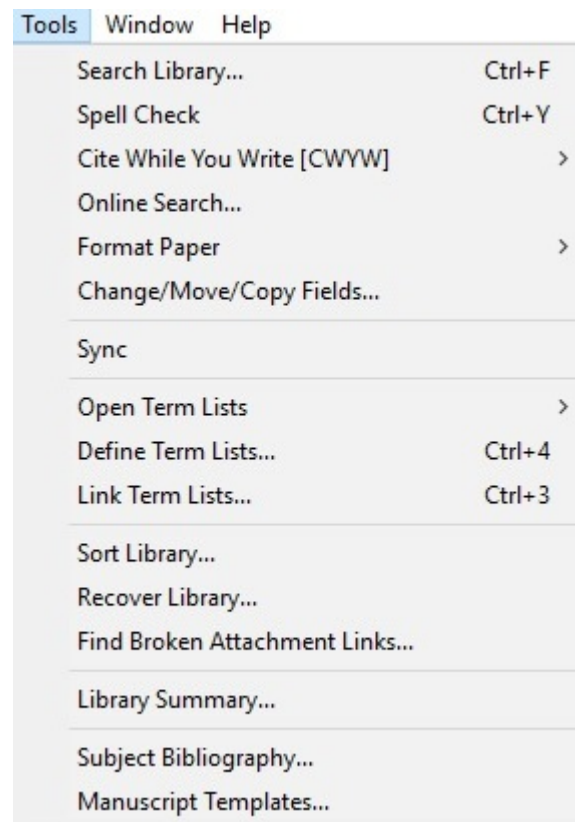 Tools Window Help
Search Library... Ctrl+F
Spell Check Ctrl+Y
Cite While You Write [CWYW] >
Online Search...
Format Paper >
Change/Move/Copy Fields...
Sync
Open Term Lists >
Define Term Lists... Ctrl+4
Link Term Lists... Ctrl+3
Sort Library...
Recover Library...
Find Broken Attachment Links...
Library Summary...
Subject Bibliography...
Manuscript Templates...